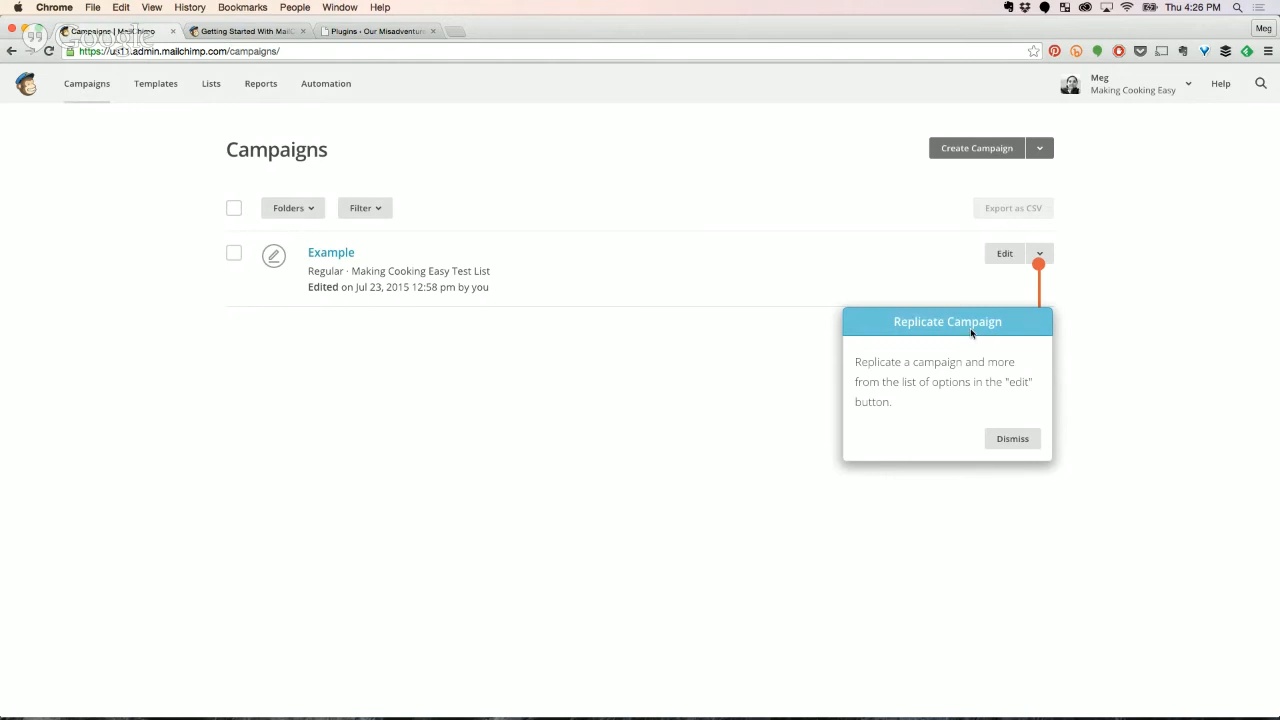 Chrome File Edit View History Bookmarks People Window Help Thu 4:26 PM
Campaigns | MailChimp Getting Started With MailC Plugins ‹ Our Misadventur Meg
Google
https://us11.admin.mailchimp.com/campaigns/
Campaigns Templates Lists Reports Automation Meg Help
Making Cooking Easy
Campaigns Create Campaign
Folders Filter Export as CSV
Example Edit
Regular · Making Cooking Easy Test List
Edited on Jul 23, 2015 12:58 pm by you
Replicate Campaign
Replicate a campaign and more
from the list of options in the "edit"
button.
Dismiss